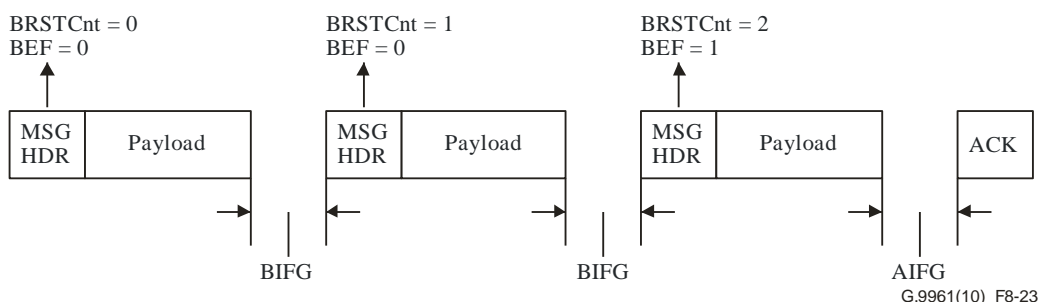 BRSTCnt = 0
BEF = 0
BRSTCnt = 1
BEF = 0
BRSTCnt = 2
BEF = 1
MSG
HDR
Payload
MSG
HDR
Payload
MSG
HDR
Payload
ACK
BIFG
BIFG
AIFG
G.9961(10)_F8-23